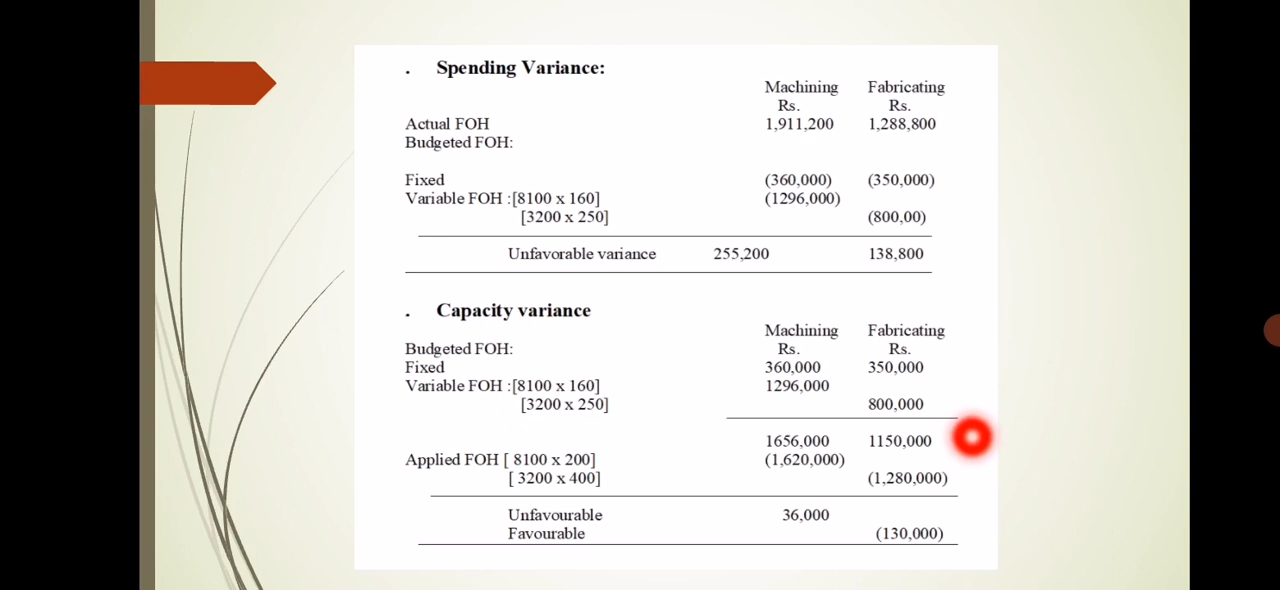 . Spending Variance:
Machining Fabricating
Rs. Rs.
Actual FOH 1,911,200 1,288,800
Budgeted FOH:
Fixed (360,000) (350,000)
Variable FOH :[8100 x 160] (1296,000)
[3200 x 250] (800,00)
Unfavorable variance 255,200 138,800
. Capacity variance
Machining Fabricating
Budgeted FOH: Rs. Rs.
Fixed 360,000 350,000
Variable FOH :[8100 x 160] 1296,000
[3200 x 250] 800,000
1656,000 1150,000
Applied FOH [ 8100 x 200] (1,620,000)
[ 3200 x 400] (1,280,000)
Unfavourable 36,000
Favourable (130,000)